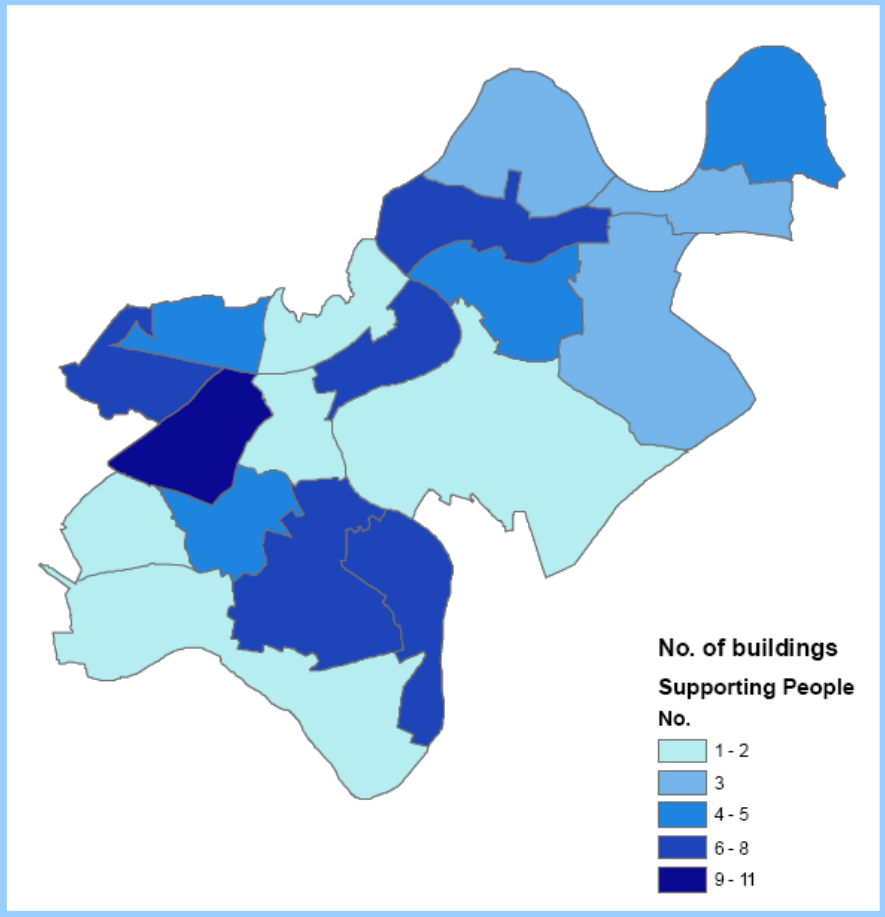 No. of buildings
Supporting People
No.
1 - 2
3
4 - 5
6 - 8
9 - 11